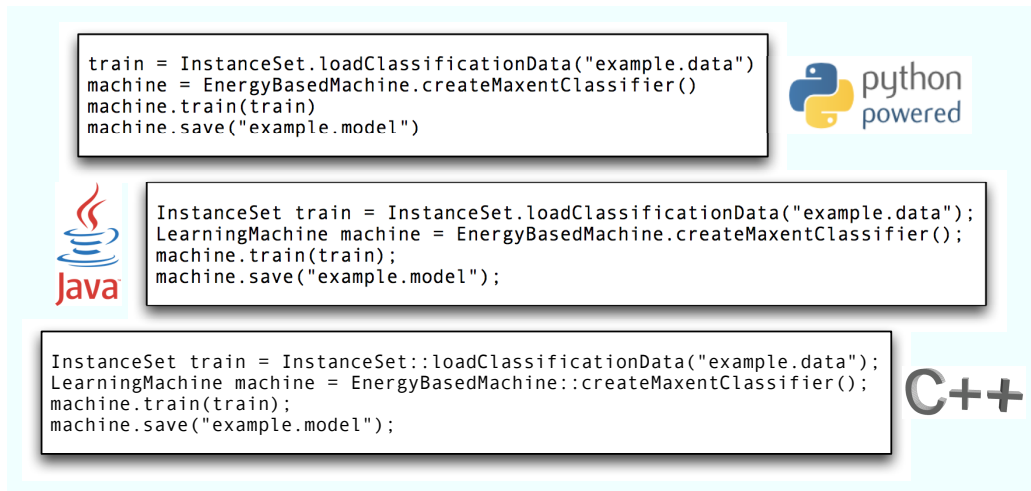 train = InstanceSet.loadClassificationData("example.data")
machine = EnergyBasedMachine.createMaxentClassifier()
machine.train(train)
machine.save("example.model")
python
powered
InstanceSet train = InstanceSet.loadClassificationData("example.data");
LearningMachine machine = EnergyBasedMachine.createMaxentClassifier();
machine.train(train);
machine.save("example.model");
Java
InstanceSet train = InstanceSet::loadClassificationData("example.data");
LearningMachine machine = EnergyBasedMachine::createMaxentClassifier();
machine.train(train);
machine.save("example.model");
C++